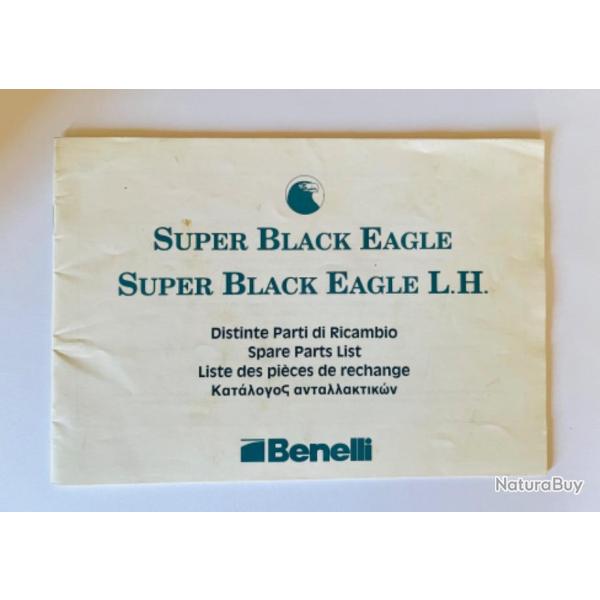 SUPER BLACK EAGLE
SUPER BLACK EAGLE L.H.
Distinte Parti di Ricambio
Spare Parts List
Liste des pièces de rechange
Κατάλογος ανταλλακτικών
Benelli
NaturaBuy